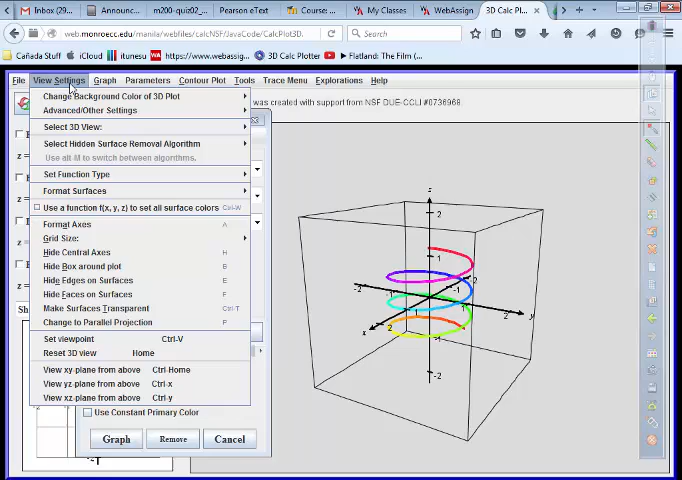 Inbox (29...
Announc...
m200-quiz02_...
Pearson eText
Course: ...
My Classes
WebAssign
3D Calc Pl...
web.monroecc.edu/manila/webfiles/calcNSF/JavaCode/CalcPlot3D.
Search
Cañada Stuff
iCloud
itunesu
https://www.webassig...
3D Calc Plotter
Flatland: The Film (...
File View Settings Graph Parameters Contour Plot Tools Trace Menu Explorations Help
Change Background Color of 3D Plot
was created with support from NSF DUE-CCLI #0736968
Advanced/Other Settings
Select 3D View:
Select Hidden Surface Removal Algorithm
Use alt-M to switch between algorithms.
Set Function Type
Format Surfaces
Use a function f(x, y, z) to set all surface colors Ctrl-W
Format Axes A
Grid Size:
Hide Central Axes H
Hide Box around plot B
Hide Edges on Surfaces E
Hide Faces on Surfaces F
Make Surfaces Transparent Ctrl-T
Change to Parallel Projection P
Set viewpoint Ctrl-V
Reset 3D view Home
View xy-plane from above Ctrl-Home
View yz-plane from above Ctrl-x
View xz-plane from above Ctrl-y
Use Constant Primary Color
Graph Remove Cancel
z =
z =
z =
Sh
z
2
1
-2
-1
2
1
1
x
2
-1
2
y
-2